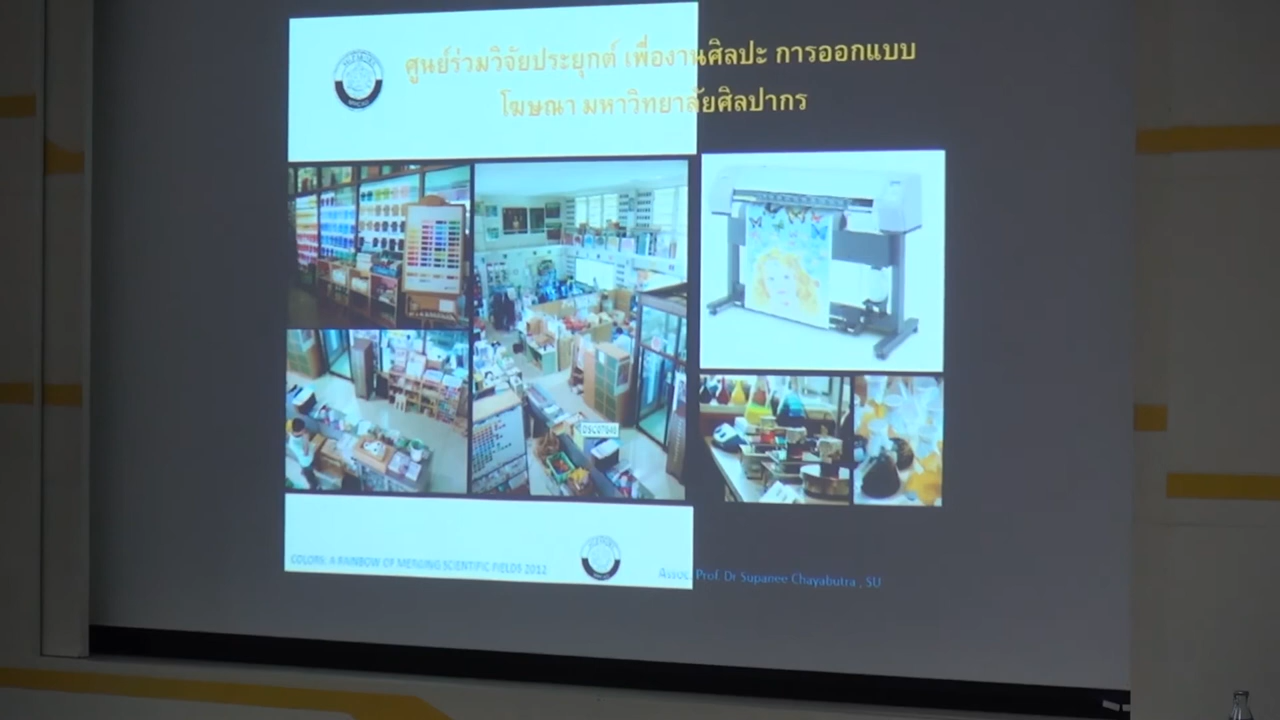 ศูนย์ร่วมวิจัยประยุกต์ เพื่องานศิลปะ การออกแบบ
โฆษณา มหาวิทยาลัยศิลปากร
COLORS: A RAINBOW OF MERGING SCIENTIFIC FIELDS 2012
Assoc. Prof Dr Supanee Chayabutra , SU